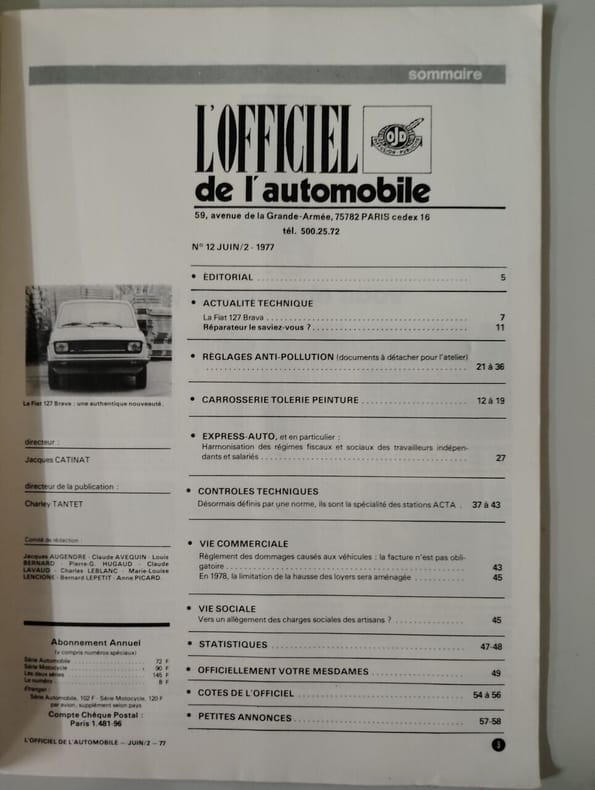 sommaire
L'OFFICIEL
OJD
de l'automobile
59, avenue de la Grande-Armée, 75782 PARIS cedex 16
tél. 500.25.72
N° 12 JUIN/2 - 1977
• ÉDITORIAL 5
• ACTUALITÉ TECHNIQUE
La Fiat 127 Brava 7
Réparateur le saviez-vous ? 11
• RÉGLAGES ANTI-POLLUTION (documents à détacher pour l'atelier)
21 à 36
• CARROSSERIE TOLERIE PEINTURE 12 à 19
• EXPRESS-AUTO, et en particulier :
Harmonisation des régimes fiscaux et sociaux des travailleurs indépen-
dants et salariés 27
• CONTROLES TECHNIQUES
Désormais définis par une norme, ils sont la spécialité des stations ACTA . 37 à 43
• VIE COMMERCIALE
Règlement des dommages causés aux véhicules : la facture n'est pas obli-
gatoire 43
En 1978, la limitation de la hausse des loyers sera aménagée 45
• VIE SOCIALE
Vers un allègement des charges sociales des artisans ? 45
• STATISTIQUES 47-48
• OFFICIELLEMENT VOTRE MESDAMES 49
• COTES DE L'OFFICIEL 54 à 56
• PETITES ANNONCES 57-58
3
La Fiat 127 Brava : une authentique nouveauté.
directeur :
Jacques CATINAT
directeur de la publication :
Charley TANTET
Comité de rédaction :
Jacques AUGENDRE - Claude AVEQUIN - Louis
BERNARD - Pierre-G. HUGAUD - Claude
LAVAUD - Charles LEBLANC - Marie-Louise
LENCIONE - Bernard LEPETIT - Anne PICARD.
Abonnement Annuel
(y compris numéros spéciaux)
Série Automobile 72 F
Série Motocycle 90 F
Les deux séries 145 F
Le numéro 8 F
étranger :
Série Automobile, 102 F - Série Motocycle, 120 F
par avion, supplément selon pays
Compte Chèque Postal :
Paris 1.481-96
L'OFFICIEL DE L'AUTOMOBILE — JUIN/2 — 77